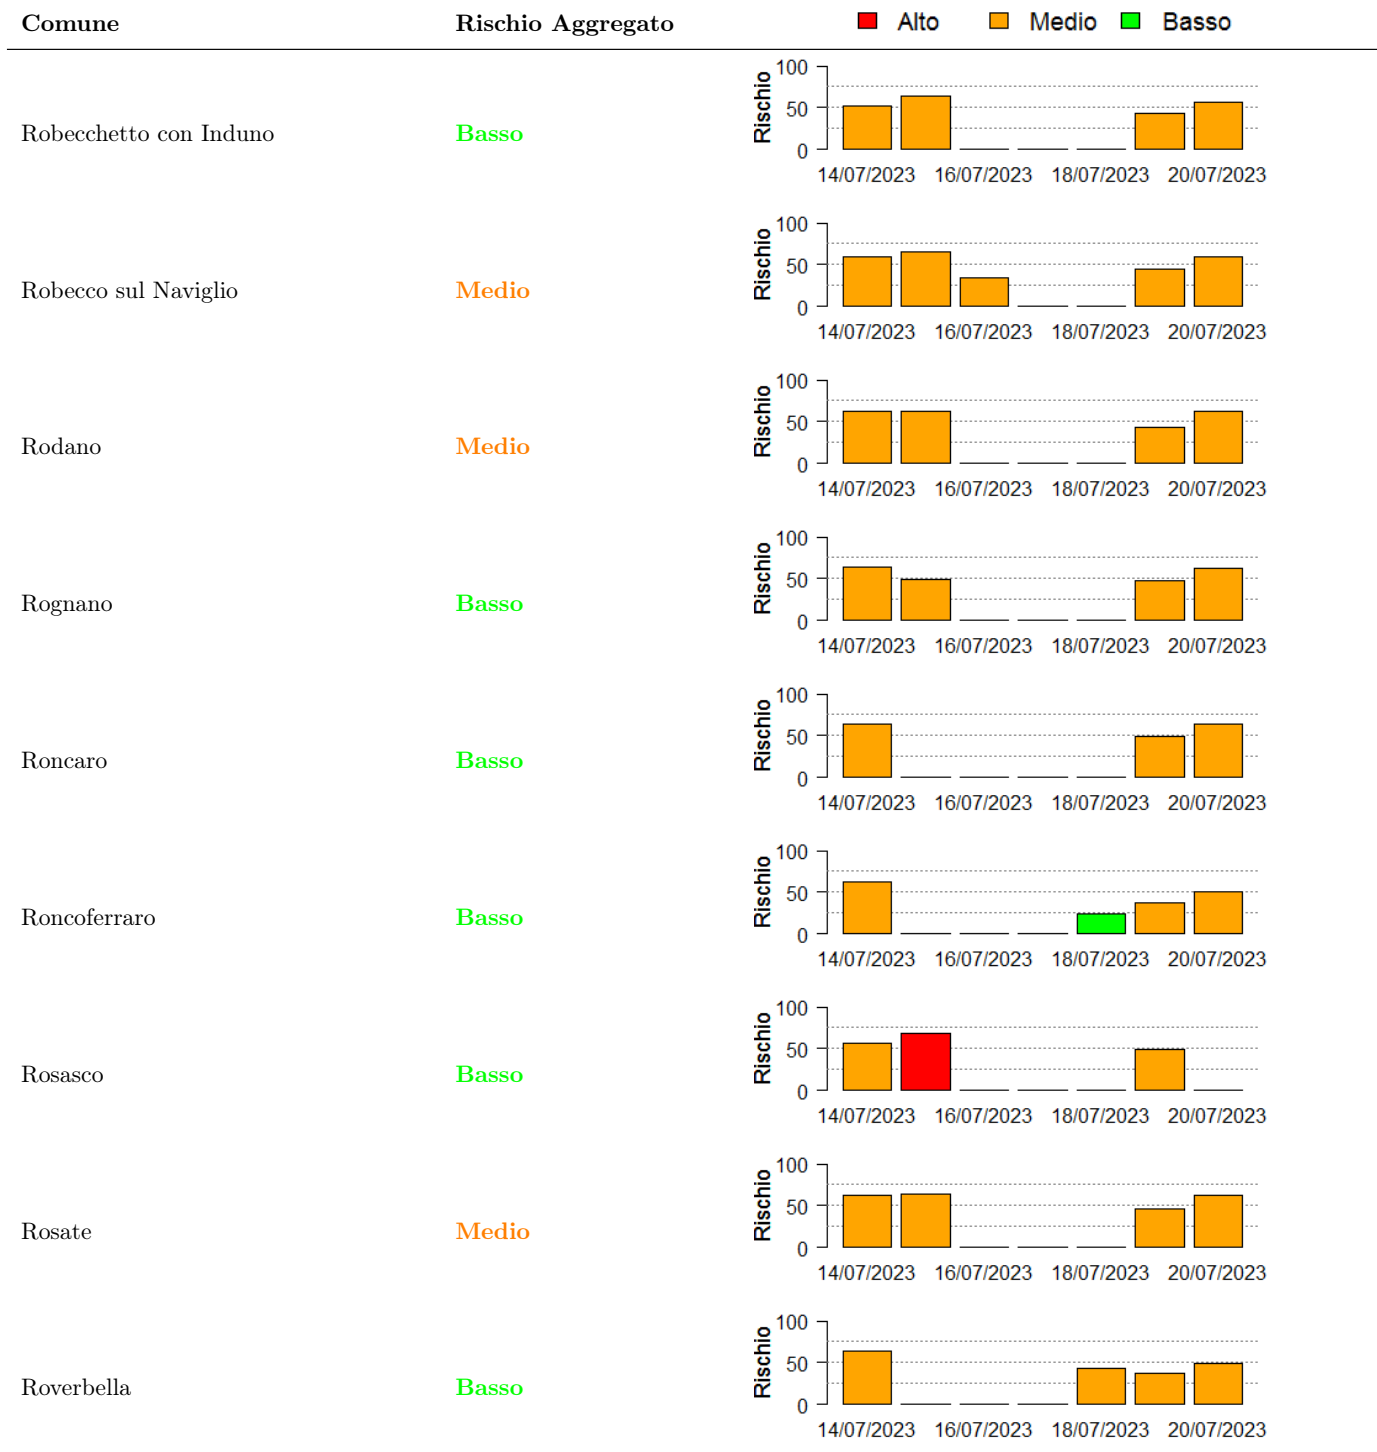 Comune Rischio Aggregato Alto Medio Basso
100
50
0
Rischio
Robecchetto con Induno Basso
14/07/2023 16/07/2023 18/07/2023 20/07/2023
100
50
0
Rischio
Robecco sul Naviglio Medio
14/07/2023 16/07/2023 18/07/2023 20/07/2023
100
50
0
Rischio
Rodano Medio
14/07/2023 16/07/2023 18/07/2023 20/07/2023
100
50
0
Rischio
Rognano Basso
14/07/2023 16/07/2023 18/07/2023 20/07/2023
100
50
0
Rischio
Roncaro Basso
14/07/2023 16/07/2023 18/07/2023 20/07/2023
100
50
0
Rischio
Roncoferraro Basso
14/07/2023 16/07/2023 18/07/2023 20/07/2023
100
50
0
Rischio
Rosasco Basso
14/07/2023 16/07/2023 18/07/2023 20/07/2023
100
50
0
Rischio
Rosate Medio
14/07/2023 16/07/2023 18/07/2023 20/07/2023
100
50
0
Rischio
Roverbella Basso
14/07/2023 16/07/2023 18/07/2023 20/07/2023